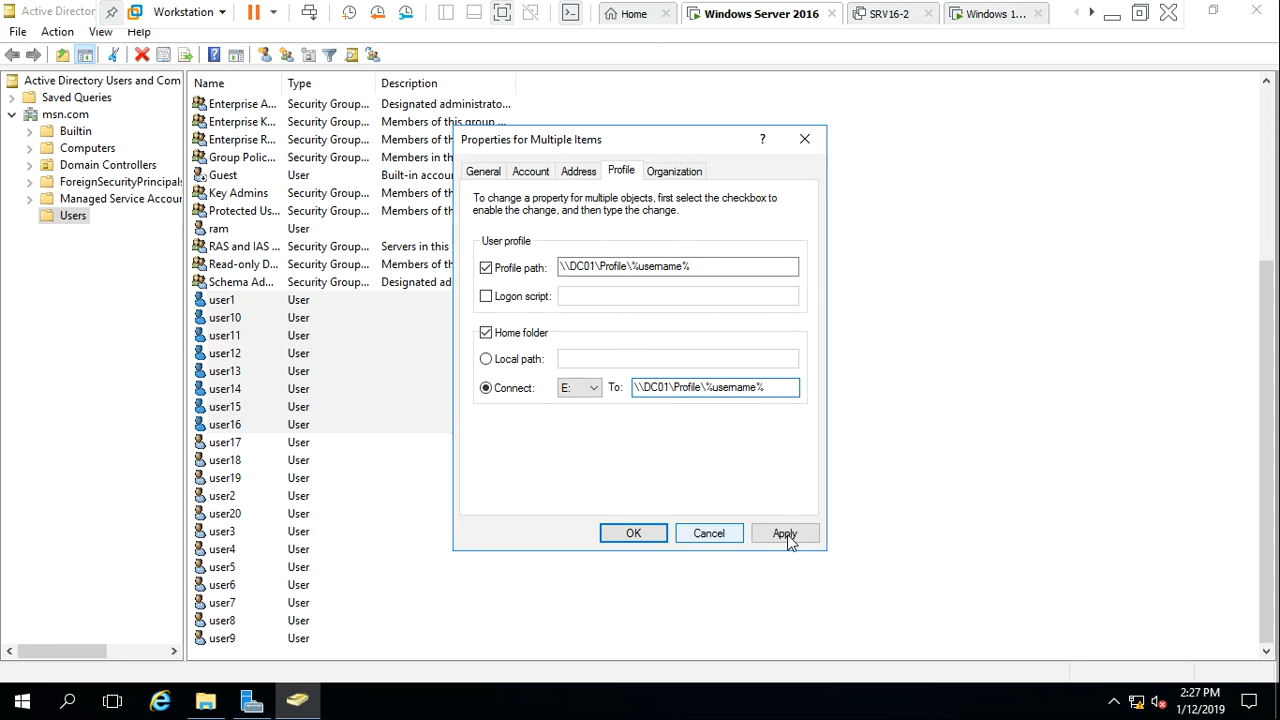 Active Directory
Workstation
Home
Windows Server 2016
SRV16-2
Windows 1...
File
Action
View
Help
Active Directory Users and Com
Saved Queries
msn.com
Builtin
Computers
Domain Controllers
ForeignSecurityPrincipals
Managed Service Accour
Users
Name
Type
Description
Enterprise A...
Security Group...
Designated administrato...
Enterprise K...
Security Group...
Members of this group ...
Enterprise R...
Security Group...
Members of the
Group Polic...
Security Group...
Members in th
Guest
User
Built-in accou
Key Admins
Security Group...
Members of th
Protected Us...
Security Group...
Members of th
ram
User
RAS and IAS ...
Security Group...
Servers in this
Read-only D...
Security Group...
Members of th
Schema Ad...
Security Group...
Designated ad
user1
User
user10
User
user11
User
user12
User
user13
User
user14
User
user15
User
user16
User
user17
User
user18
User
user19
User
user2
User
user20
User
user3
User
user4
User
user5
User
user6
User
user7
User
user8
User
user9
User
Properties for Multiple Items
?
General
Account
Address
Profile
Organization
To change a property for multiple objects, first select the checkbox to
enable the change, and then type the change.
User profile
Profile path:
\\DC01\Profile\%username%
Logon script:
Home folder
Local path:
Connect:
E:
To:
\\DC01\Profile\%username%
OK
Cancel
Apply
2:27 PM
1/12/2019